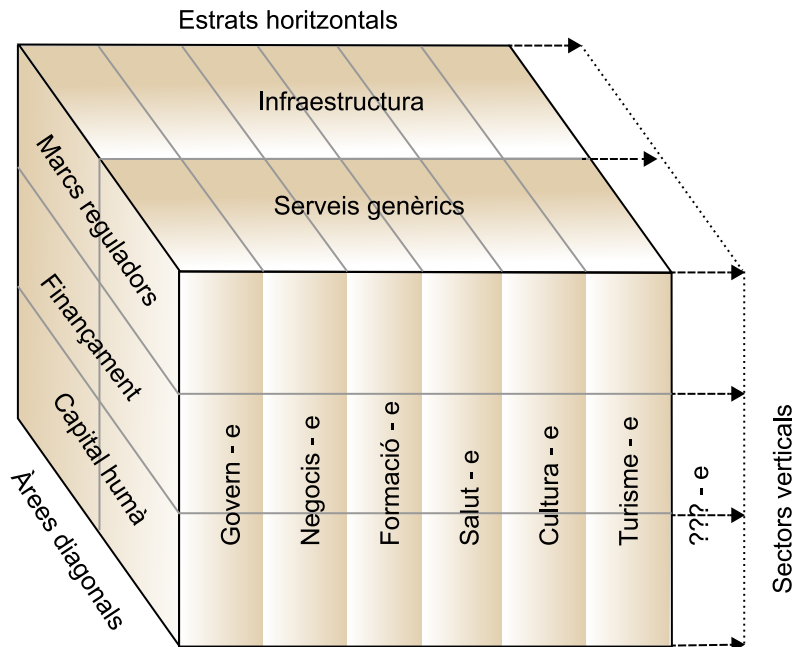 Estrats horitzontals
Infraestructura
Serveis genèrics
Marcs reguladors
Finançament
Capital humà
Àrees diagonals
Govern - e
Negocis - e
Formació - e
Salut - e
Cultura - e
Turisme - e
??? - e
Sectors verticals